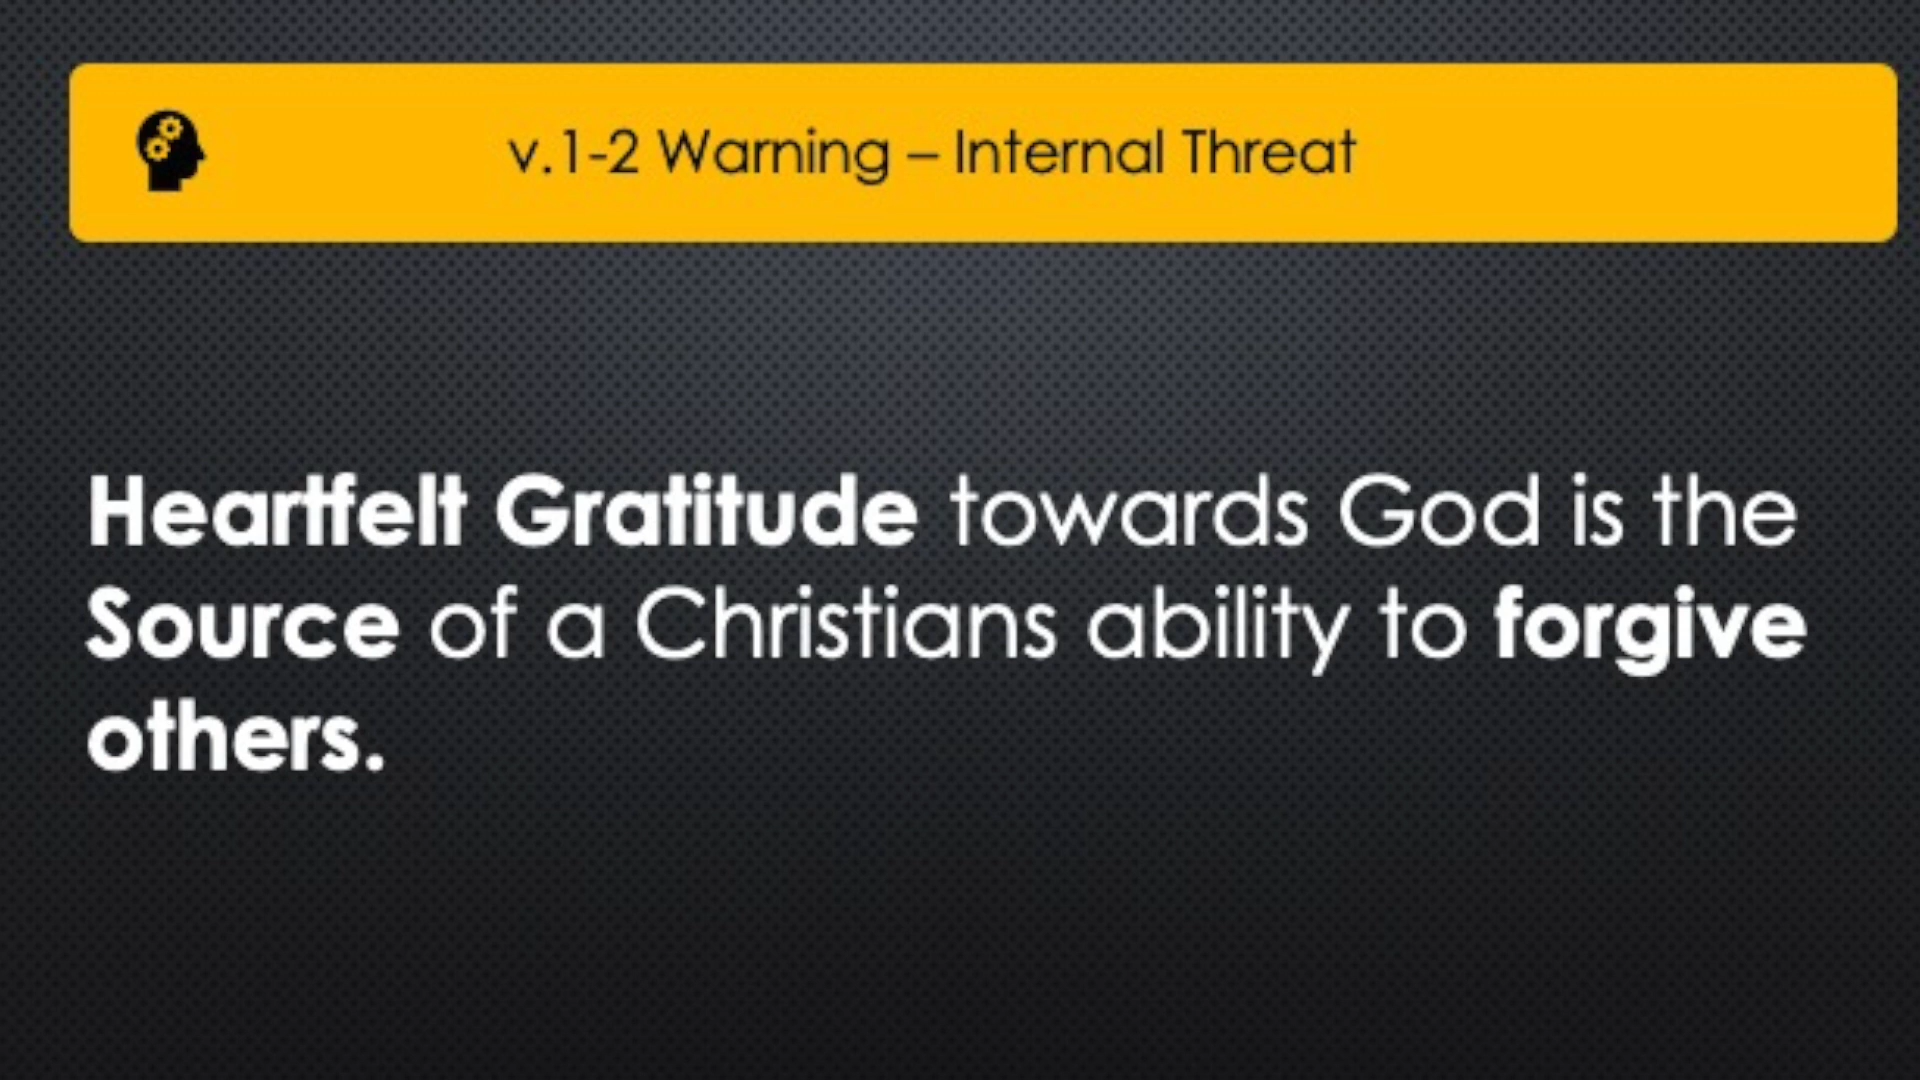 v.1-2 Warning – Internal Threat
Heartfelt Gratitude towards God is the
Source of a Christians ability to forgive
others.